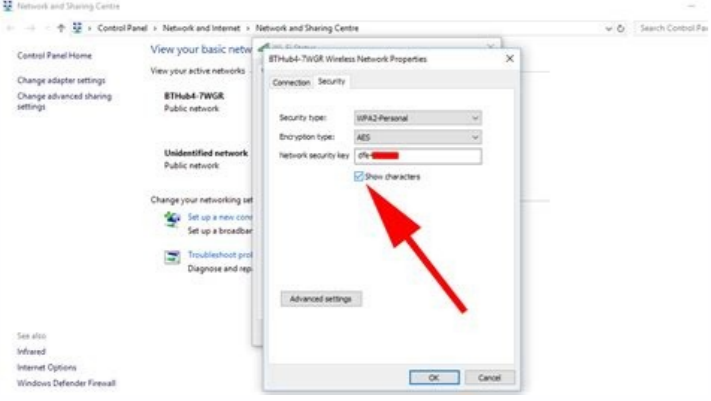 Network and Sharing Centre
Control Panel › Network and Internet › Network and Sharing Centre
Search Control Pa
Control Panel Home
Change adapter settings
Change advanced sharing
settings
See also
Infrared
Internet Options
Windows Defender Firewall
View your basic netw
View your active networks
BTHub4-7WGR
Public network
Unidentified network
Public network
Change your networking set
Set up a new conn
Set up a broadban
Troubleshoot prob
Diagnose and rep
BTHub4-7WGR Wireless Network Properties
Connection
Security
Security type:
WPA2-Personal
Encryption type:
AES
Network security key
Show characters
Advanced settings
OK
Cancel